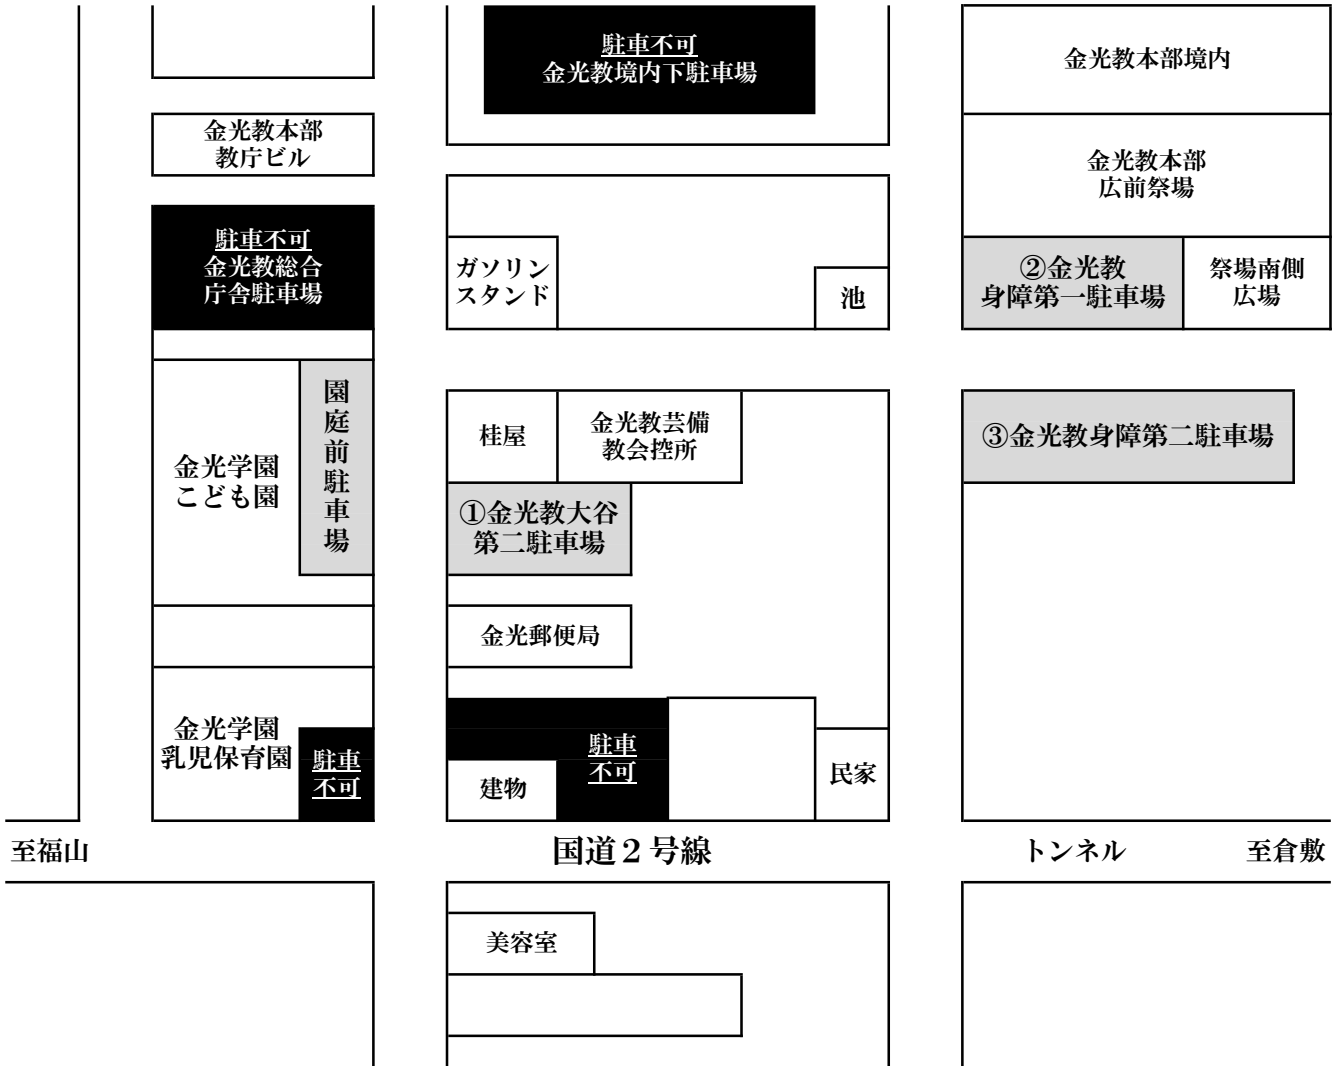 駐車不可
金光教境内下駐車場
金光教本部境内
金光教本部
教庁ビル
金光教本部
広前祭場
駐車不可
金光教総合
庁舎駐車場
ガソリン
スタンド
池
②金光教
身障第一駐車場
祭場南側
広場
金光学園
こども園
園庭前駐車場
桂屋
金光教芸備
教会控所
③金光教身障第二駐車場
①金光教大谷
第二駐車場
金光郵便局
金光学園
乳児保育園
駐車
不可
駐車
不可
建物
民家
至福山
国道2号線
トンネル
至倉敷
美容室